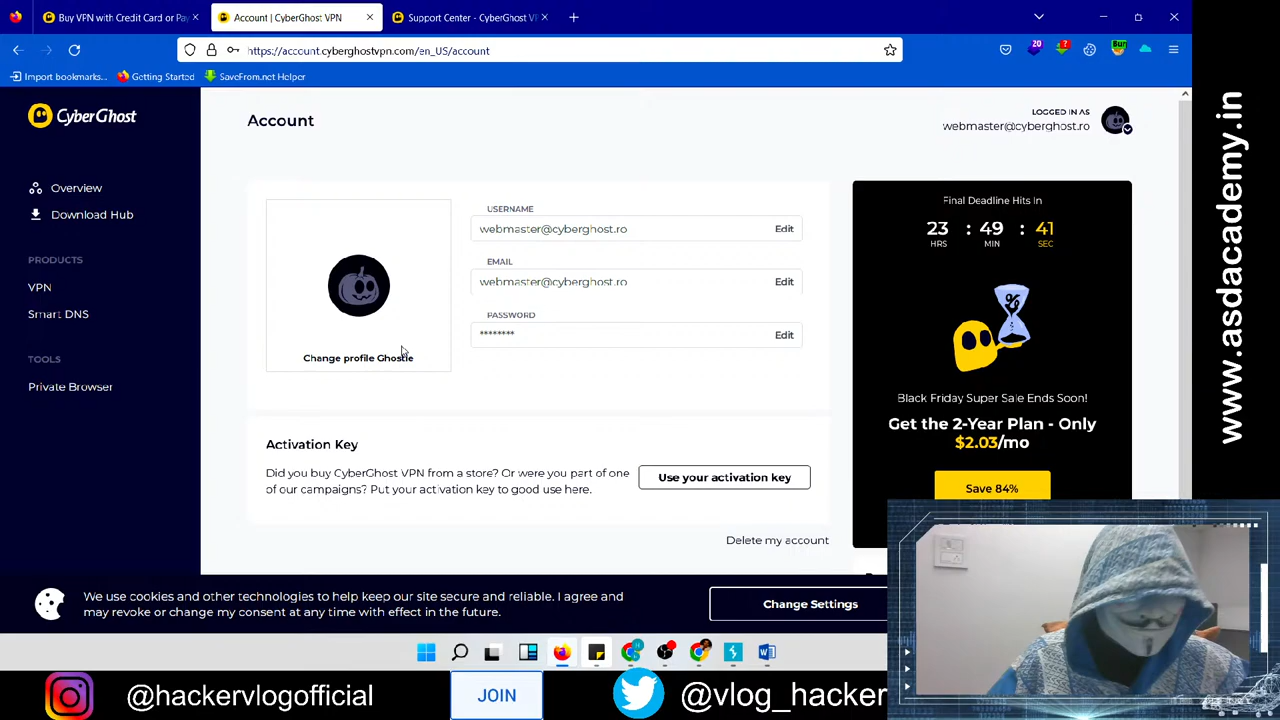 Buy VPN with Credit Card or Pay
Account | CyberGhost VPN
Support Center - CyberGhost VP
https://account.cyberghostvpn.com/en_US/account
20
?
Import bookmarks...
Getting Started
SaveFrom.net Helper
CyberGhost
Overview
Download Hub
PRODUCTS
VPN
Smart DNS
TOOLS
Private Browser
Account
LOGGED IN AS
webmaster@cyberghost.ro
Change profile Ghostie
USERNAME
webmaster@cyberghost.ro
Edit
EMAIL
webmaster@cyberghost.ro
Edit
PASSWORD
********
Edit
Activation Key
Did you buy CyberGhost VPN from a store? Or were you part of one
of our campaigns? Put your activation key to good use here.
Use your activation key
Delete my account
Final Deadline Hits In
23 : 49 : 41
HRS MIN SEC
%
Black Friday Super Sale Ends Soon!
Get the 2-Year Plan - Only
$2.03/mo
Save 84%
We use cookies and other technologies to help keep our site secure and reliable. I agree and
may revoke or change my consent at any time with effect in the future.
Change Settings
@hackervlogofficial
JOIN
@vlog_hacker
www.asdacademy.in